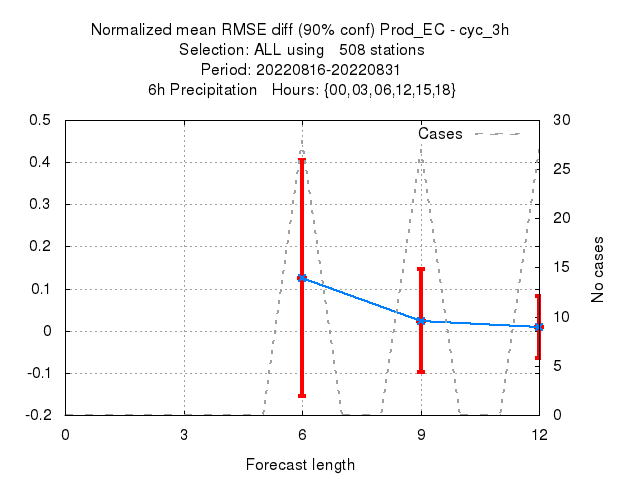 Normalized mean RMSE diff (90% conf) Prod_EC - cyc_3h
Selection: ALL using   508 stations
Period: 20220816-20220831
6h Precipitation   Hours: {00,03,06,12,15,18}
Cases
0.5
0.4
0.3
0.2
0.1
0
-0.1
-0.2
30
25
20
15
10
5
0
No cases
0
3
6
9
12
Forecast length